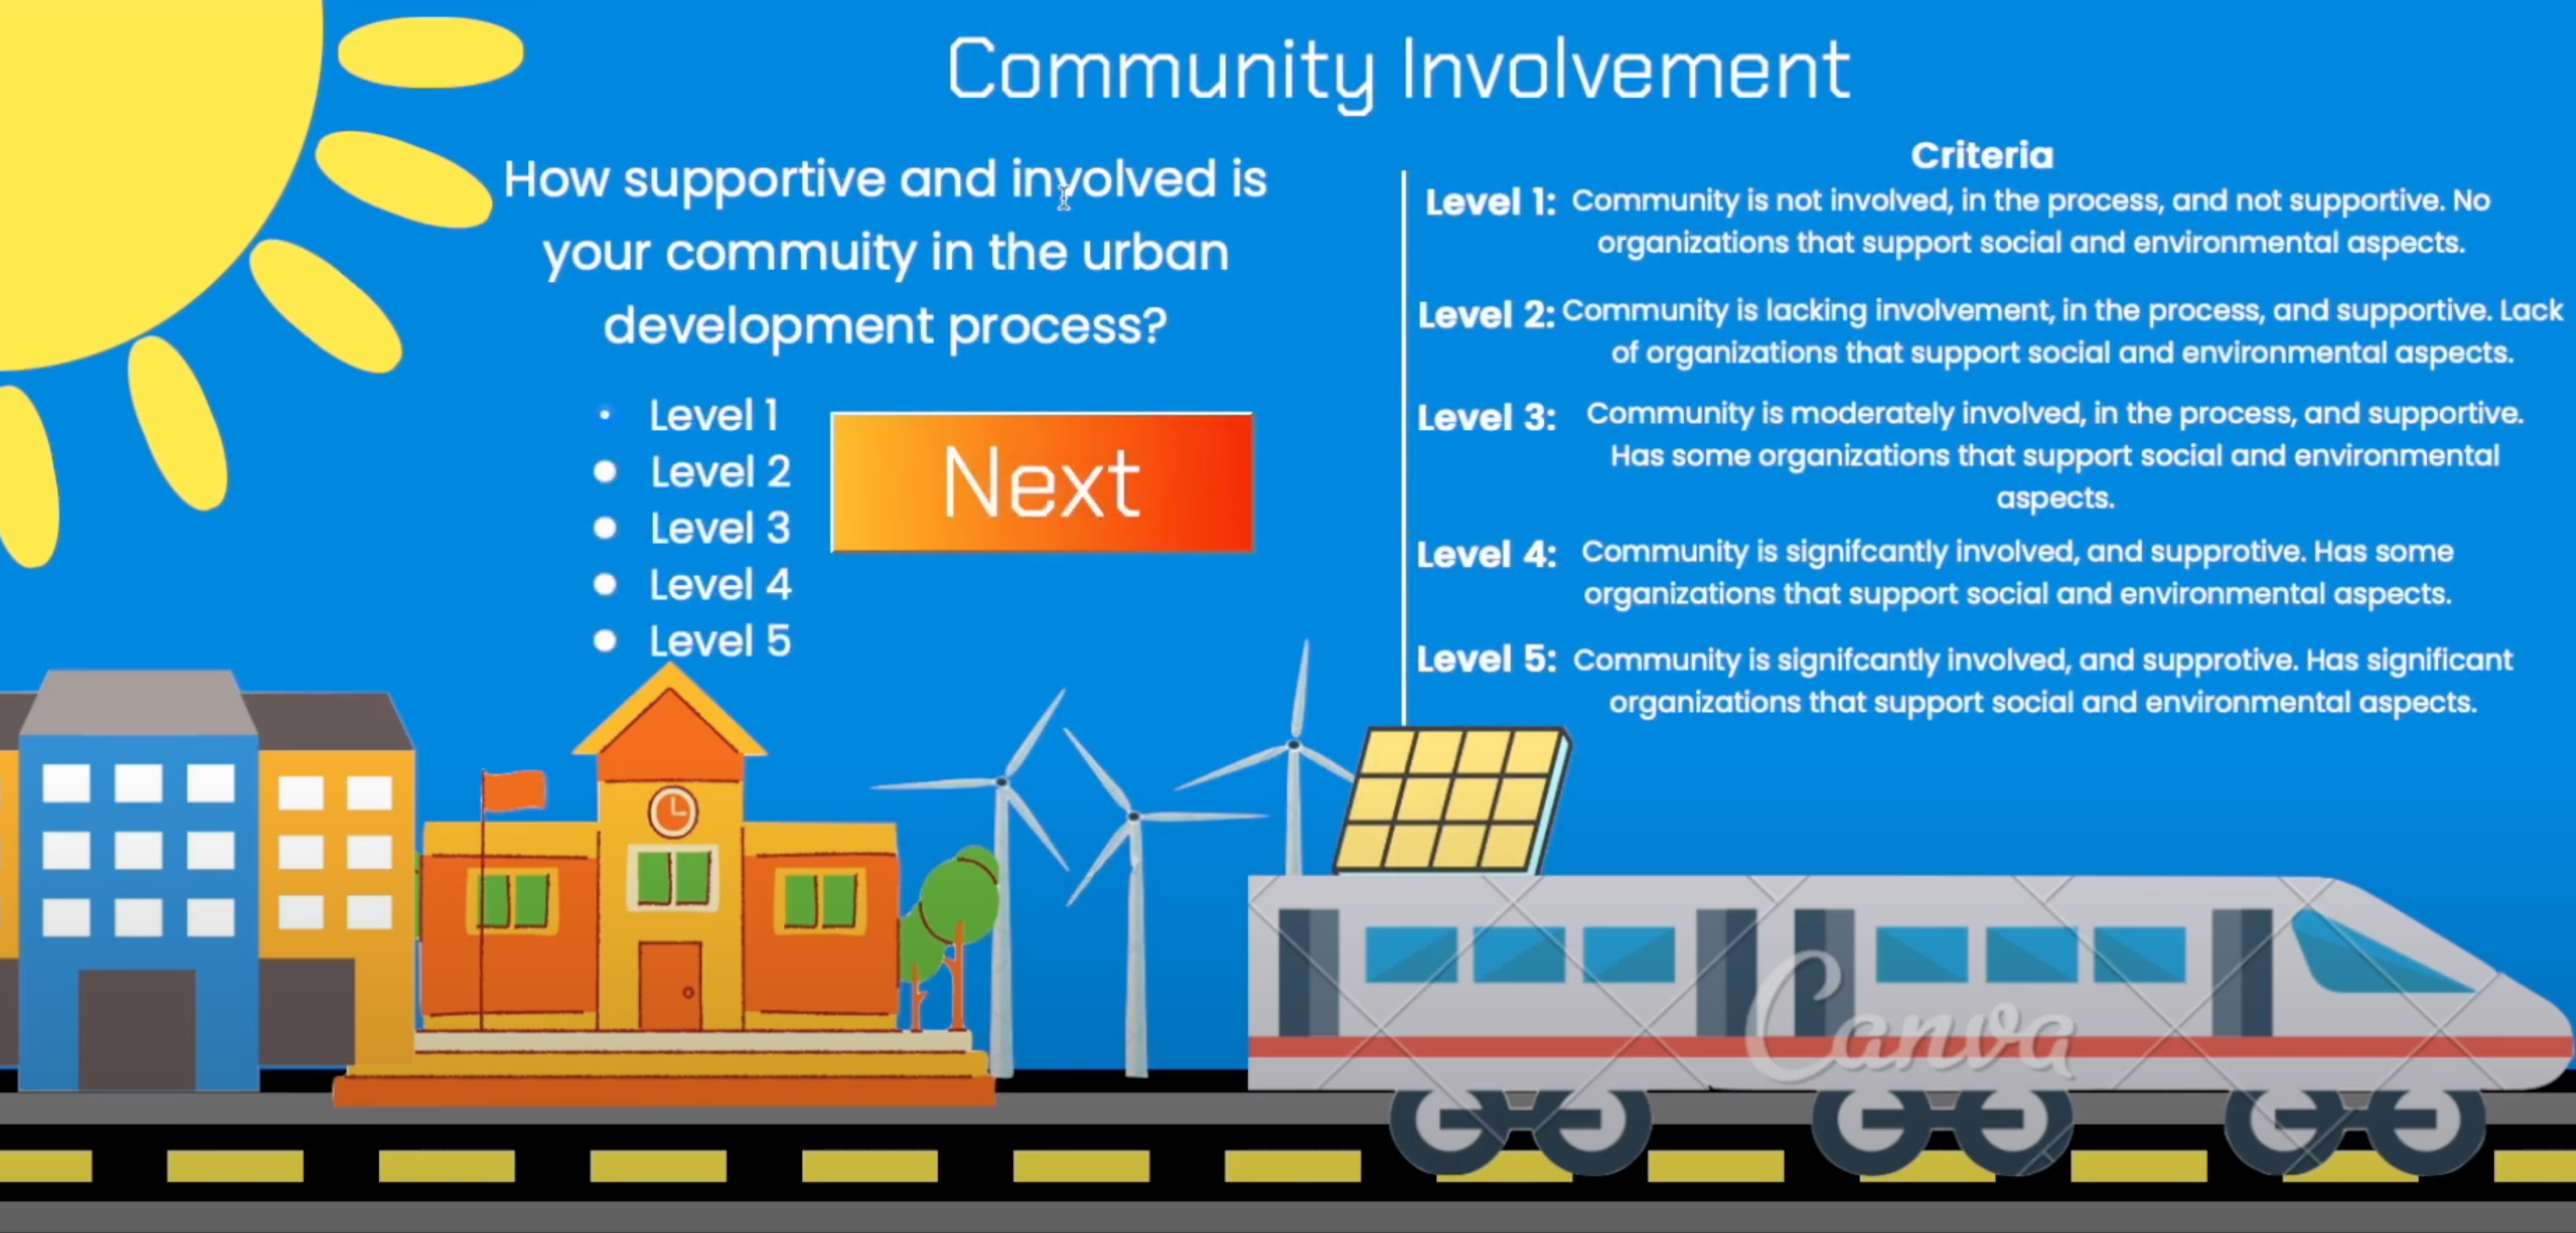 Community Involvement
How supportive and involved is
your commuity in the urban
development process?
Level 1
Level 2
Level 3
Level 4
Level 5
Next
Criteria
Level 1: Community is not involved, in the process, and not supportive. No
organizations that support social and environmental aspects.
Level 2: Community is lacking involvement, in the process, and supportive. Lack
of organizations that support social and environmental aspects.
Level 3: Community is moderately involved, in the process, and supportive.
Has some organizations that support social and environmental
aspects.
Level 4: Community is signifcantly involved, and supprotive. Has some
organizations that support social and environmental aspects.
Level 5: Community is signifcantly involved, and supprotive. Has significant
organizations that support social and environmental aspects.
Canva